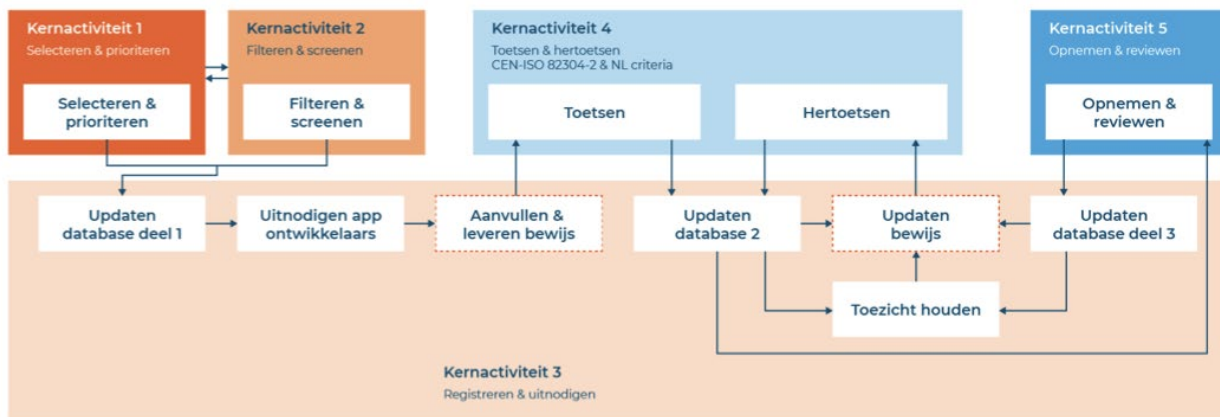 Kernactiviteit 1
Selecteren & prioriteren
Selecteren &
prioriteren
Kernactiviteit 2
Filteren & screenen
Filteren &
screenen
Kernactiviteit 4
Toetsen & hertoetsen
CEN-ISO 82304-2 & NL criteria
Toetsen
Hertoetsen
Kernactiviteit 5
Opnemen & reviewen
Opnemen &
reviewen
Updaten
database deel 1
Uitnodigen app
ontwikkelaars
Aanvullen &
leveren bewijs
Updaten
database 2
Updaten
bewijs
Updaten
database deel 3
Toezicht houden
Kernactiviteit 3
Registreren & uitnodigen